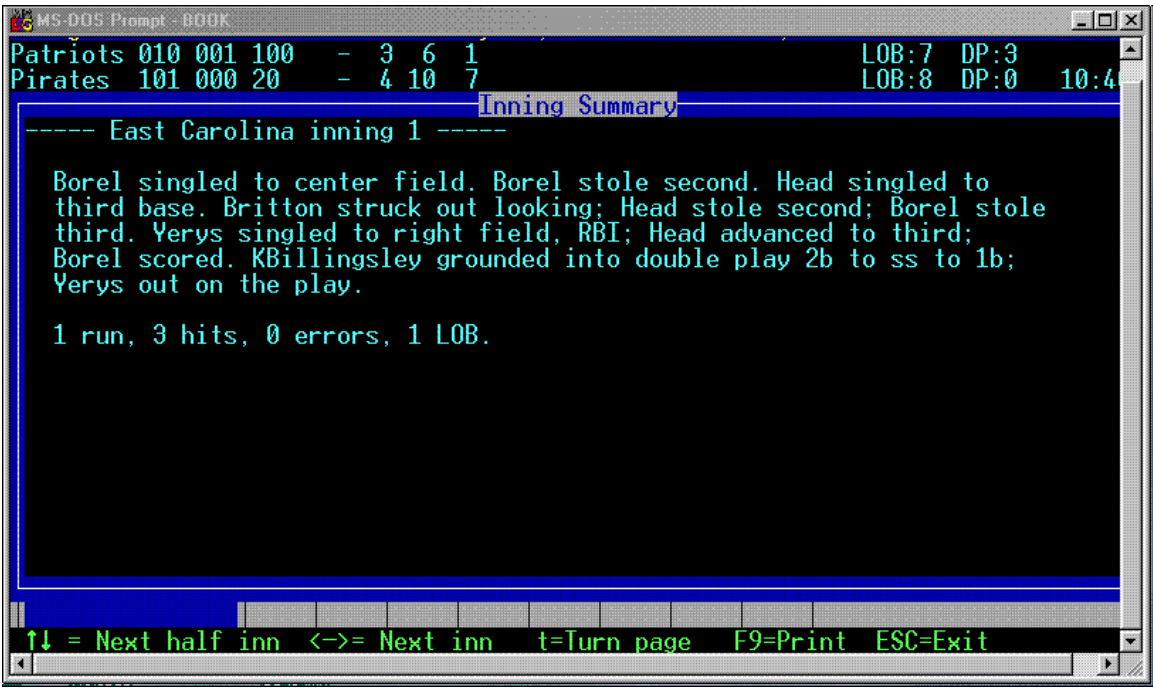 MS-DOS Prompt - BOOK
Patriots 010 001 100 - 3 6 1 LOB:7 DP:3
Pirates 101 000 20 - 4 10 7 LOB:8 DP:0 10:4
Inning Summary
----- East Carolina inning 1 -----
Borel singled to center field. Borel stole second. Head singled to
third base. Britton struck out looking; Head stole second; Borel stole
third. Yerys singled to right field, RBI; Head advanced to third;
Borel scored. KBillingsley grounded into double play 2b to ss to 1b;
Yerys out on the play.
1 run, 3 hits, 0 errors, 1 LOB.
↑↓ = Next half inn <-> = Next inn t=Turn page F9=Print ESC=Exit